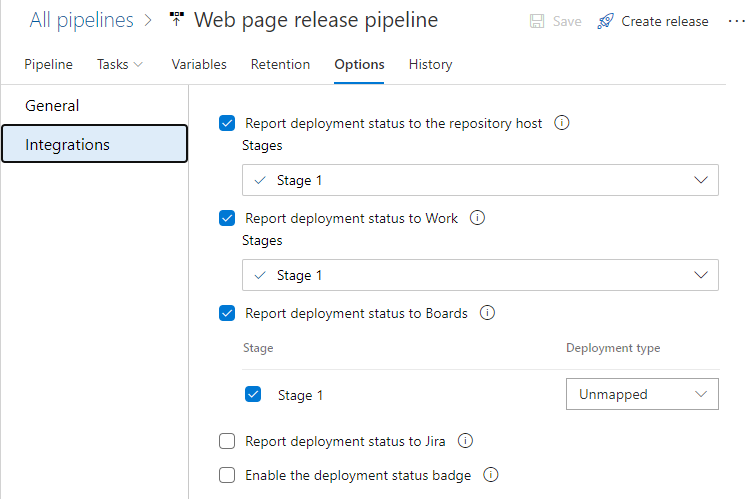 All pipelines > Web page release pipeline
Save Create release ...
Pipeline Tasks Variables Retention Options History
General
Integrations
Report deployment status to the repository host
Stages
Stage 1
Report deployment status to Work
Stages
Stage 1
Report deployment status to Boards
Stage Deployment type
Stage 1 Unmapped
Report deployment status to Jira
Enable the deployment status badge